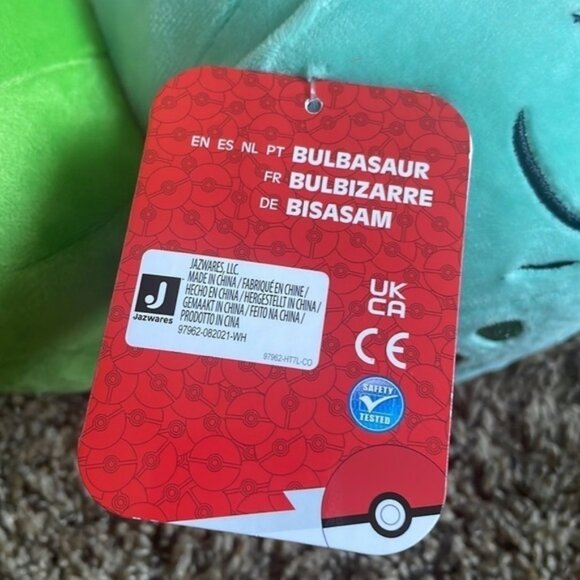 EN ES NL PT BULBASAUR
FR BULBIZARRE
DE BISASAM
JAZWARES, LLC.
MADE IN CHINA / FABRIQUÉ EN CHINE /
HECHO EN CHINA / HERGESTELLT IN CHINA /
GEMAAKT IN CHINA / FEITO NA CHINA /
PRODOTTO IN CINA
97962-082021-WH
J
Jazwares
97962-HT7L-CO
UK
CA
CE
SAFETY
TESTED